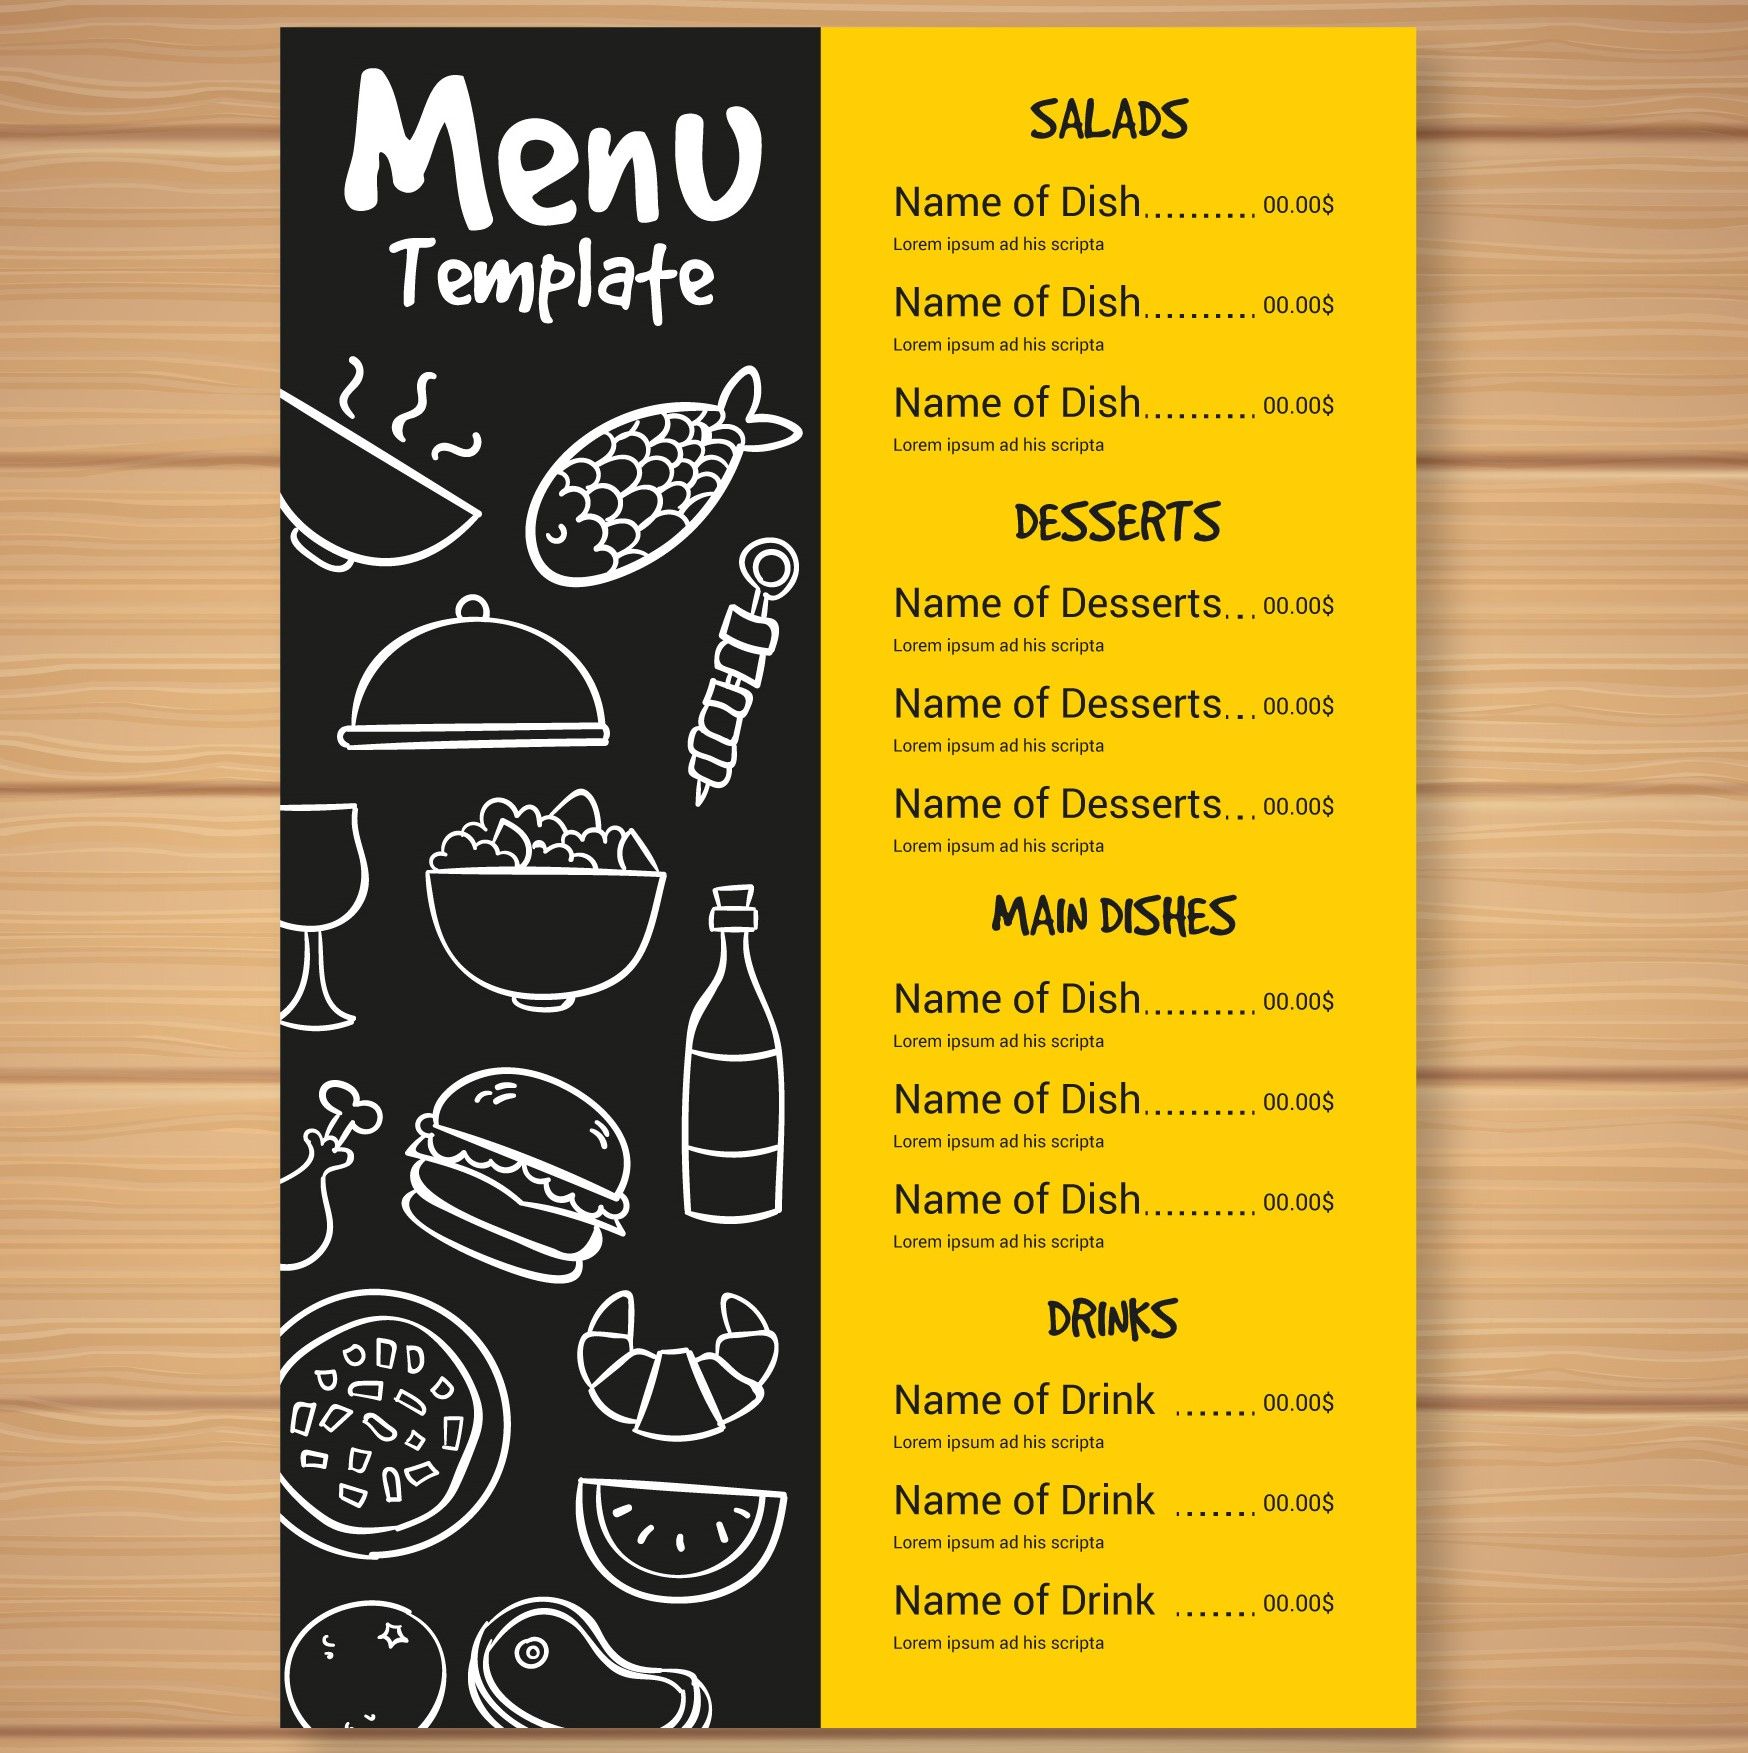 Menu
Template
SALADS
Name of Dish.......... 00.00$
Lorem ipsum ad his scripta
Name of Dish.......... 00.00$
Lorem ipsum ad his scripta
Name of Dish.......... 00.00$
Lorem ipsum ad his scripta
DESSERTS
Name of Desserts... 00.00$
Lorem ipsum ad his scripta
Name of Desserts... 00.00$
Lorem ipsum ad his scripta
Name of Desserts... 00.00$
Lorem ipsum ad his scripta
MAIN DISHES
Name of Dish.......... 00.00$
Lorem ipsum ad his scripta
Name of Dish.......... 00.00$
Lorem ipsum ad his scripta
Name of Dish.......... 00.00$
Lorem ipsum ad his scripta
DRINKS
Name of Drink ....... 00.00$
Lorem ipsum ad his scripta
Name of Drink ....... 00.00$
Lorem ipsum ad his scripta
Name of Drink ....... 00.00$
Lorem ipsum ad his scripta